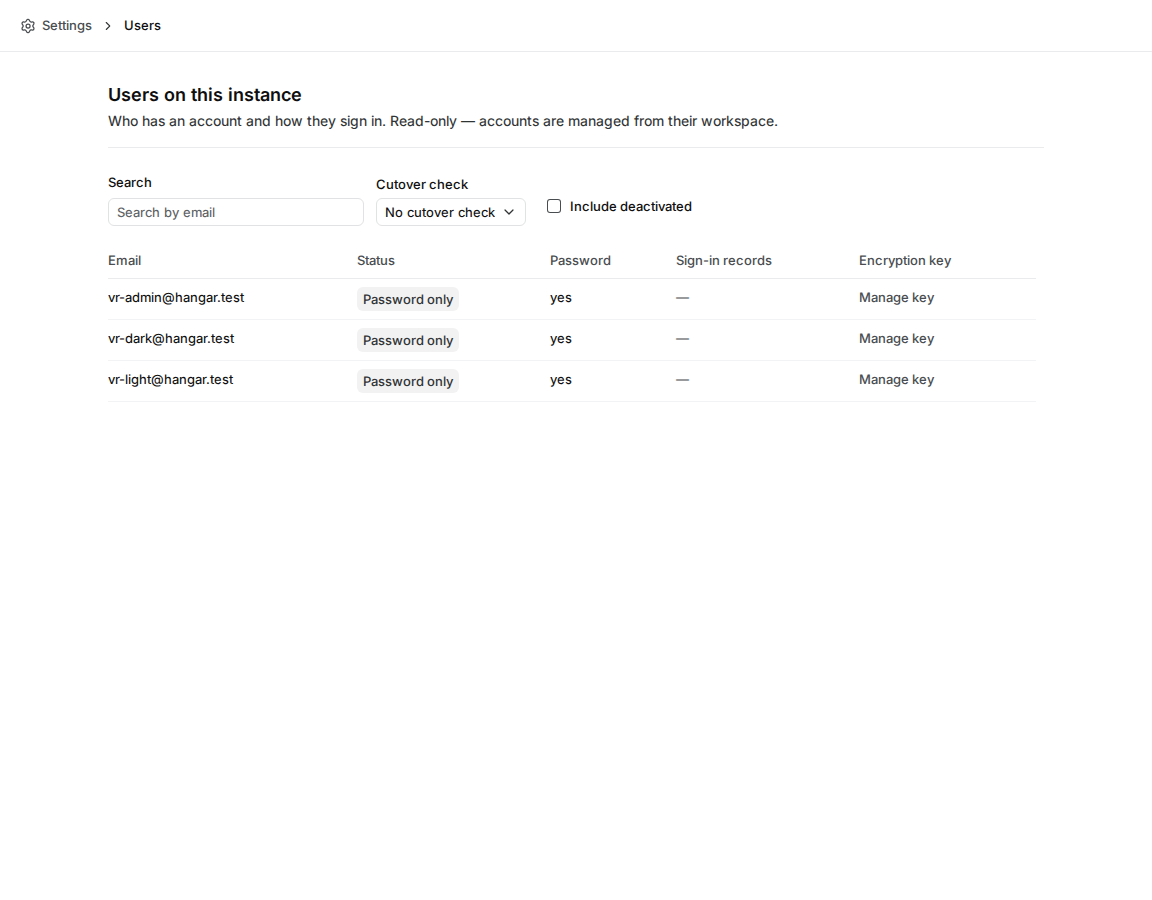 Settings > Users
Users on this instance
Who has an account and how they sign in. Read-only — accounts are managed from their workspace.
Search
Cutover check
Search by email
No cutover check
Include deactivated
Email Status Password Sign-in records Encryption key
vr-admin@hangar.test Password only yes — Manage key
vr-dark@hangar.test Password only yes — Manage key
vr-light@hangar.test Password only yes — Manage key